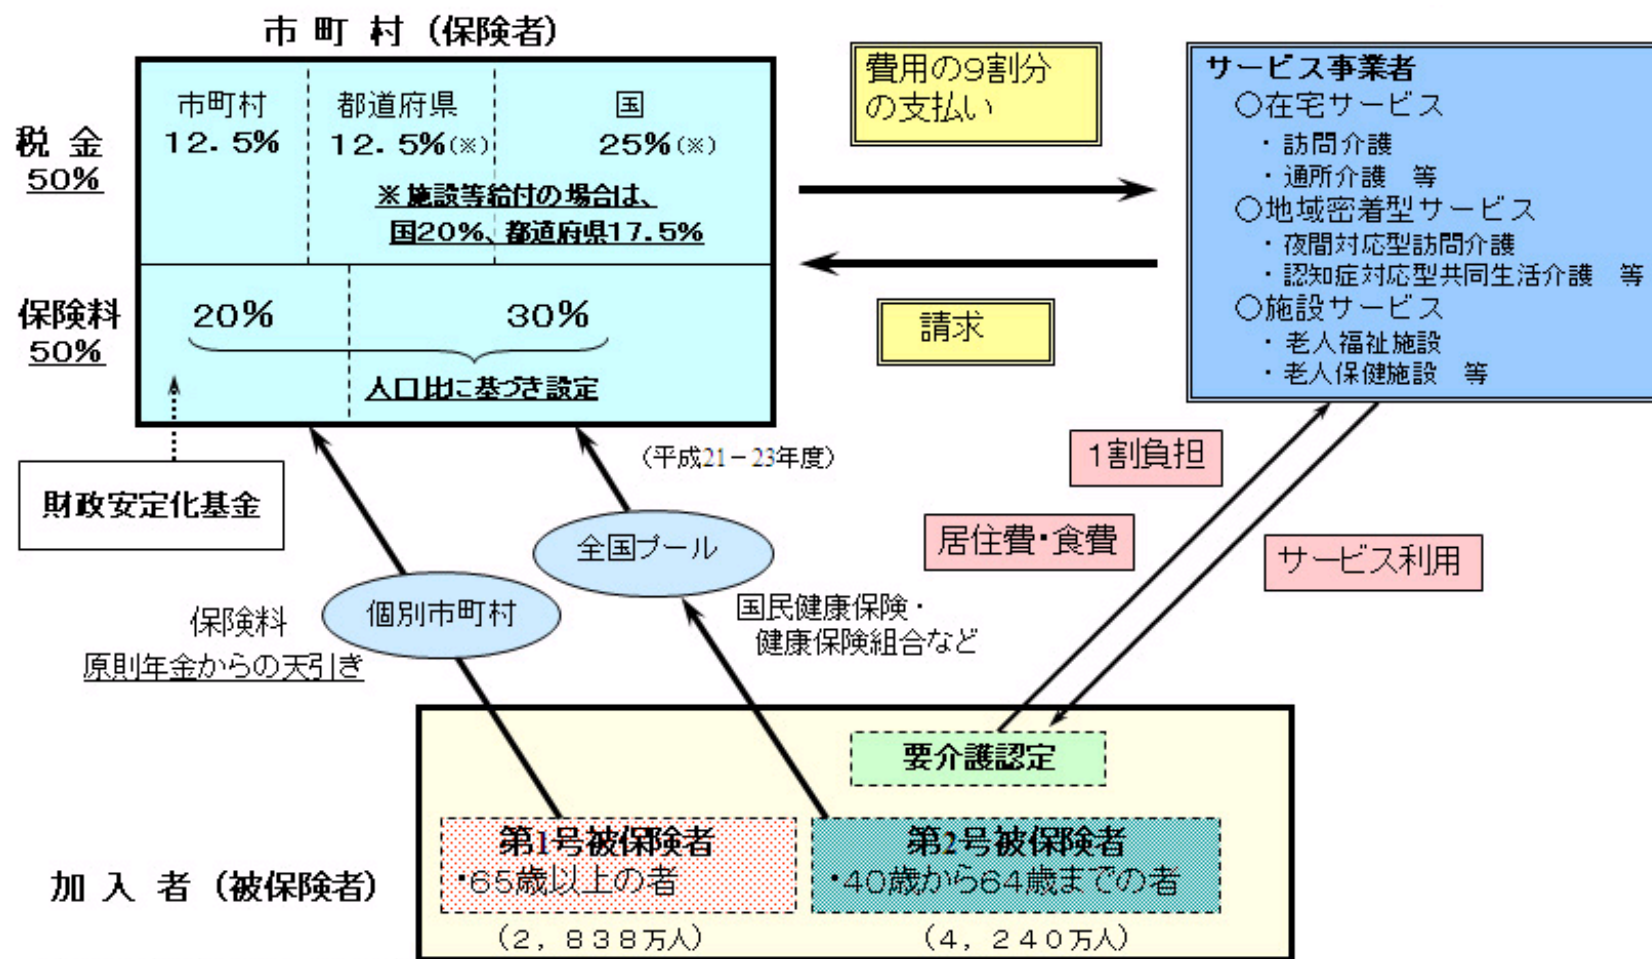 市 町 村 (保険者)
税 金
50%
市町村
12.5%
都道府県
12.5%(※)
国
25%(※)
※施設等給付の場合は、
国20%、都道府県17.5%
保険料
50%
20%
30%
人口比に基づき設定
財政安定化基金
費用の9割分
の支払い
請求
サービス事業者
○在宅サービス
・訪問介護
・通所介護 等
○地域密着型サービス
・夜間対応型訪問介護
・認知症対応型共同生活介護 等
○施設サービス
・老人福祉施設
・老人保健施設 等
(平成21-23年度)
1割負担
居住費・食費
サービス利用
全国プール
個別市町村
国民健康保険・
健康保険組合など
保険料
原則年金からの天引き
要介護認定
加 入 者 (被保険者)
第1号被保険者
・65歳以上の者
(2,838万人)
第2号被保険者
・40歳から64歳までの者
(4,240万人)